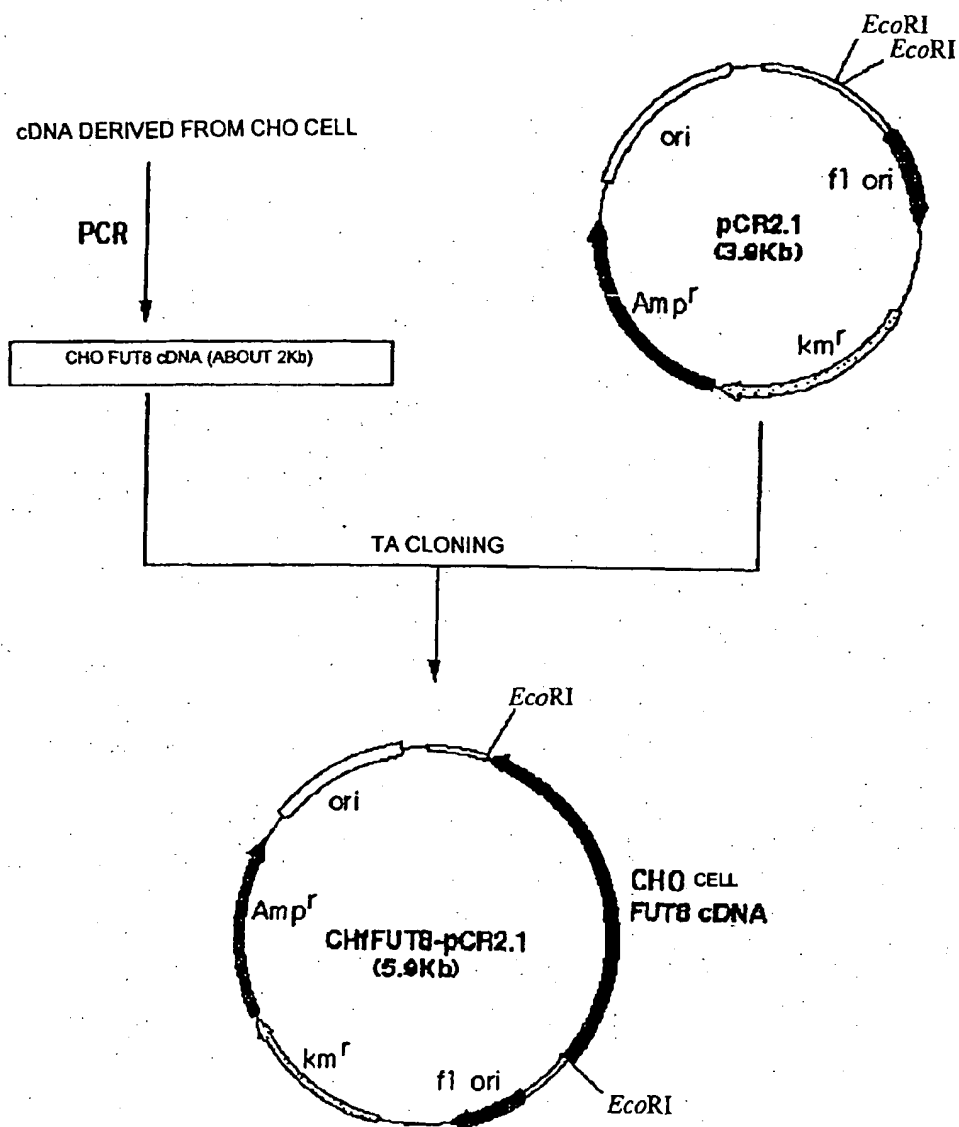 EcoRI
EcoRI
cDNA DERIVED FROM CHO CELL
ori
f1 ori
PCR
pCR2.1
(3.9Kb)
Amp^r
km^r
CHO FUT8 cDNA (ABOUT 2Kb)
TA CLONING
EcoRI
ori
CHO CELL
FUT8 cDNA
Amp^r
CHfFUT8-pCR2.1
(5.9Kb)
km^r
f1 ori
EcoRI